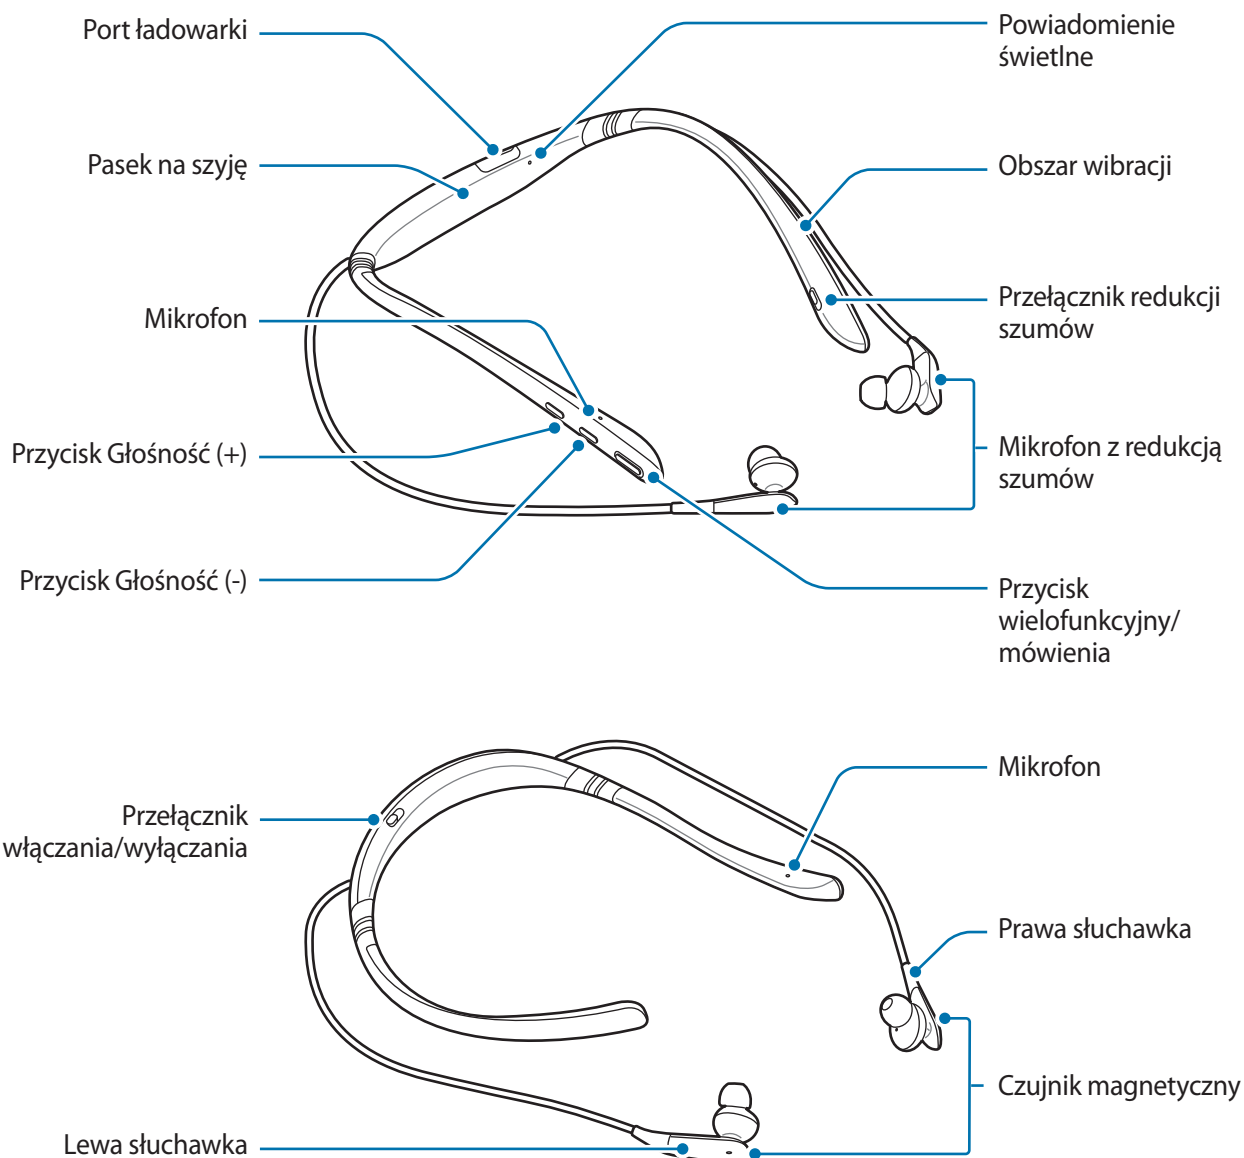 Port ładowarki
Powiadomienie
świetlne
Pasek na szyję
Obszar wibracji
Mikrofon
Przełącznik redukcji
szumów
Przycisk Głośność (+)
Mikrofon z redukcją
szumów
Przycisk Głośność (-)
Przycisk
wielofunkcyjny/
mówienia
Mikrofon
Przełącznik
włączania/wyłączania
Prawa słuchawka
Czujnik magnetyczny
Lewa słuchawka